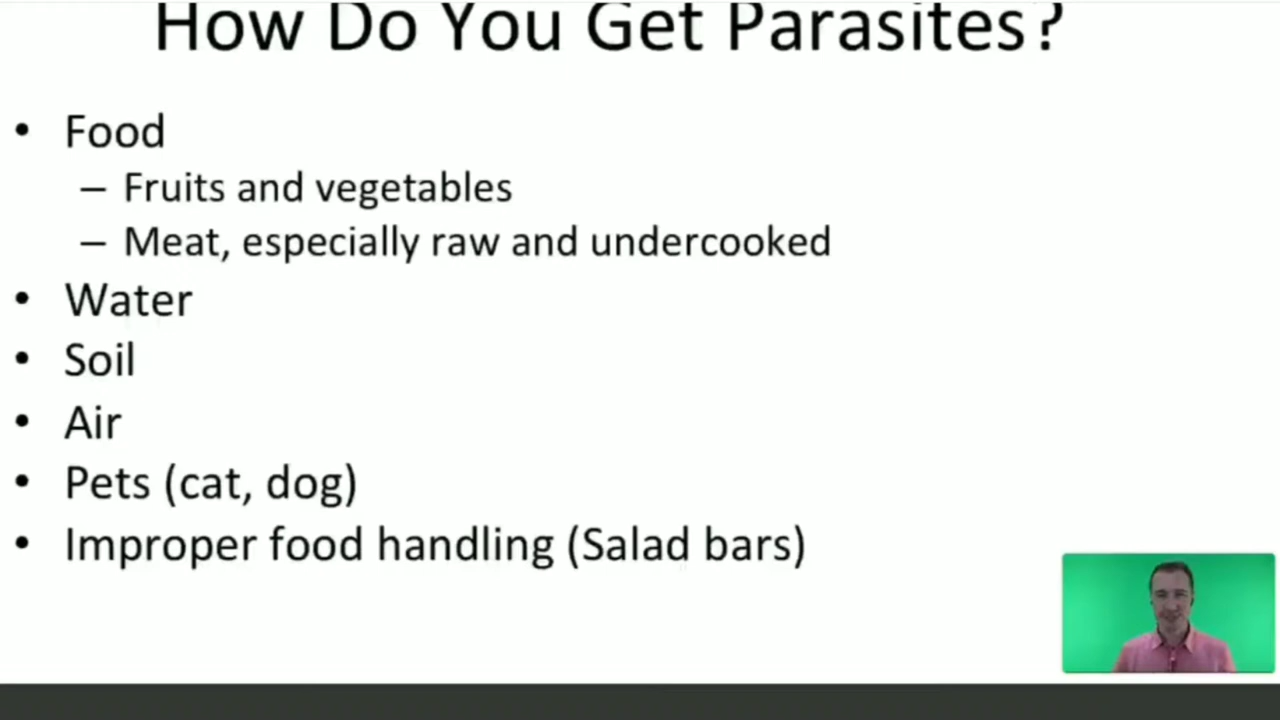 How Do You Get Parasites?
• Food
– Fruits and vegetables
– Meat, especially raw and undercooked
• Water
• Soil
• Air
• Pets (cat, dog)
• Improper food handling (Salad bars)